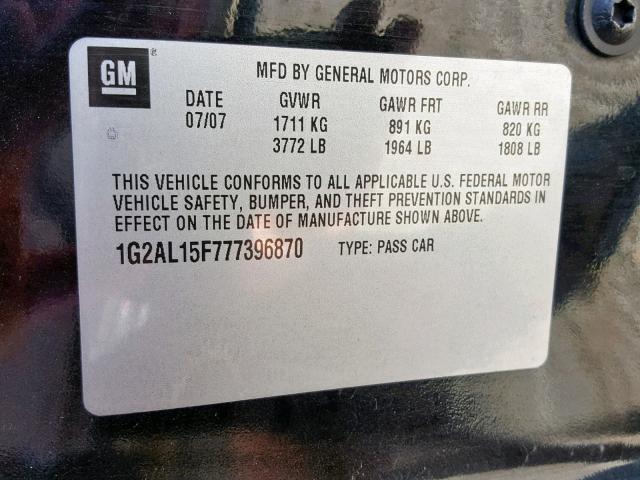 GM
MFD BY GENERAL MOTORS CORP.
DATE GVWR GAWR FRT GAWR RR
07/07 1711 KG 891 KG 820 KG
3772 LB 1964 LB 1808 LB
THIS VEHICLE CONFORMS TO ALL APPLICABLE U.S. FEDERAL MOTOR
VEHICLE SAFETY, BUMPER, AND THEFT PREVENTION STANDARDS IN
EFFECT ON THE DATE OF MANUFACTURE SHOWN ABOVE.
1G2AL15F777396870 TYPE: PASS CAR